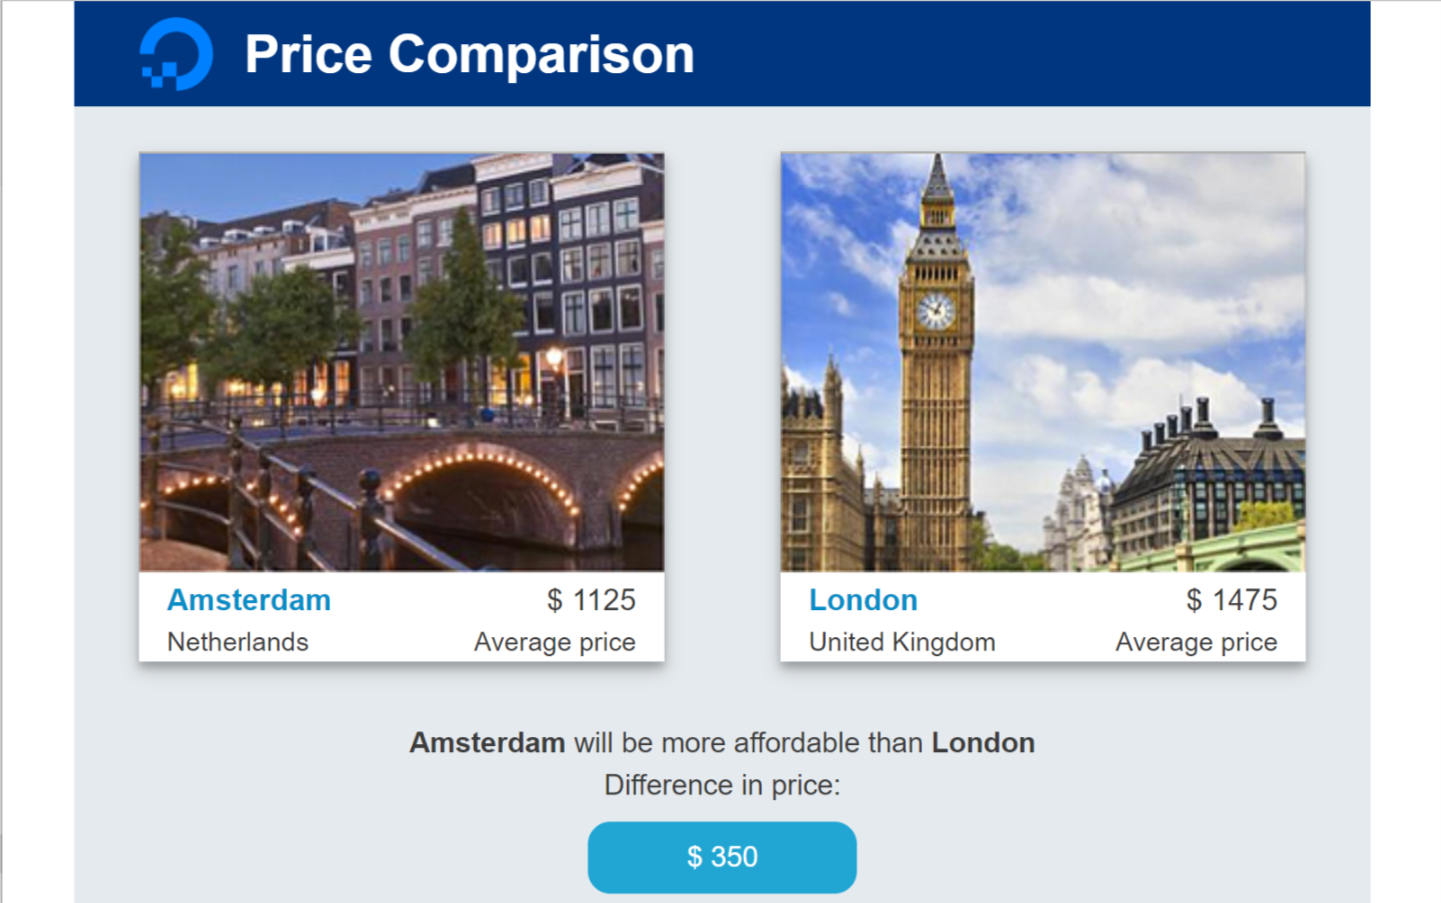 Price Comparison
Amsterdam
$ 1125
Netherlands
Average price
London
$ 1475
United Kingdom
Average price
Amsterdam will be more affordable than London
Difference in price:
$ 350